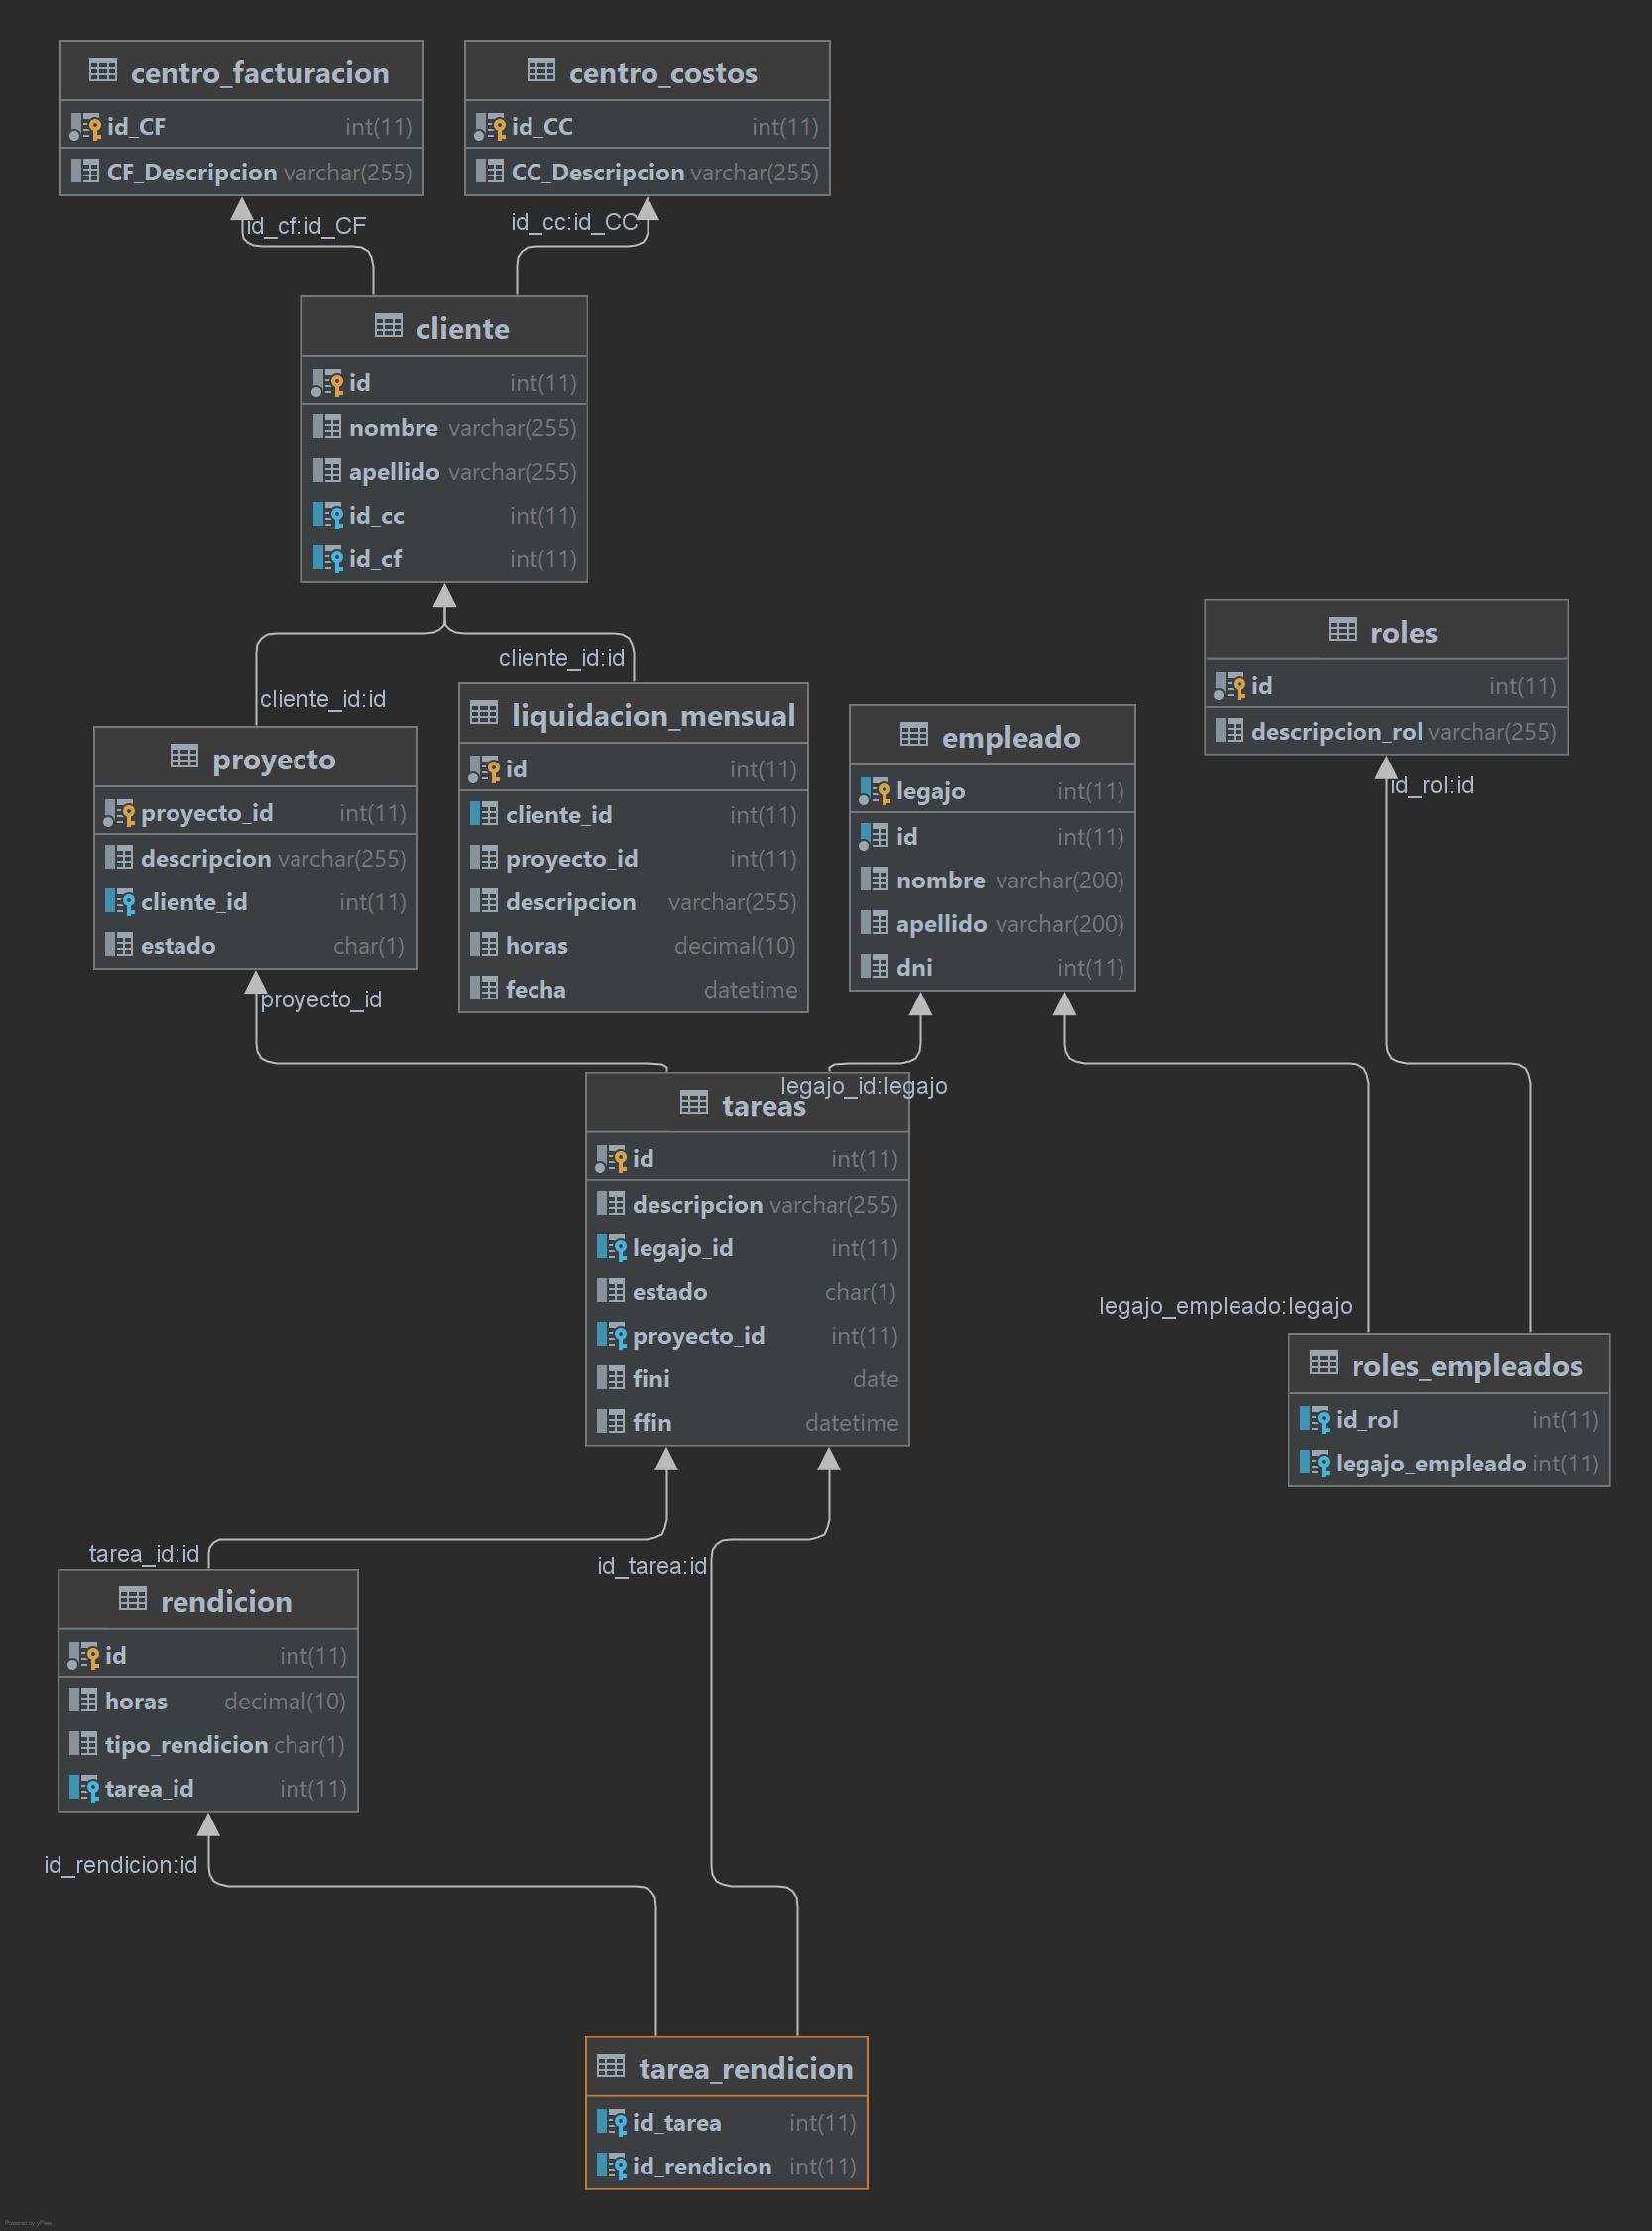 centro_facturacion
id_CF int(11)
CF_Descripcion varchar(255)
centro_costos
id_CC int(11)
CC_Descripcion varchar(255)
id_cf:id_CF
id_cc:id_CC
cliente
id int(11)
nombre varchar(255)
apellido varchar(255)
id_cc int(11)
id_cf int(11)
cliente_id:id
cliente_id:id
proyecto
proyecto_id int(11)
descripcion varchar(255)
cliente_id int(11)
estado char(1)
liquidacion_mensual
id int(11)
cliente_id int(11)
proyecto_id int(11)
descripcion varchar(255)
horas decimal(10)
fecha datetime
empleado
legajo int(11)
id int(11)
nombre varchar(200)
apellido varchar(200)
dni int(11)
roles
id int(11)
descripcion_rol varchar(255)
id_rol:id
proyecto_id
legajo_id:legajo
tareas
id int(11)
descripcion varchar(255)
legajo_id int(11)
estado char(1)
proyecto_id int(11)
fini date
ffin datetime
legajo_empleado:legajo
roles_empleados
id_rol int(11)
legajo_empleado int(11)
tarea_id:id
id_tarea:id
rendicion
id int(11)
horas decimal(10)
tipo_rendicion char(1)
tarea_id int(11)
id_rendicion:id
tarea_rendicion
id_tarea int(11)
id_rendicion int(11)
Powered by yFiles